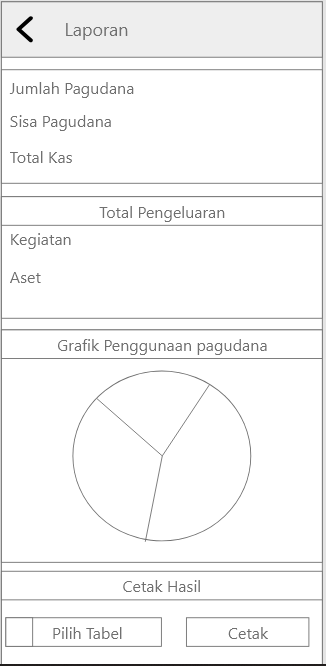 Laporan
Jumlah Pagudana
Sisa Pagudana
Total Kas
Total Pengeluaran
Kegiatan
Aset
Grafik Penggunaan pagudana
Cetak Hasil
Pilih Tabel
Cetak